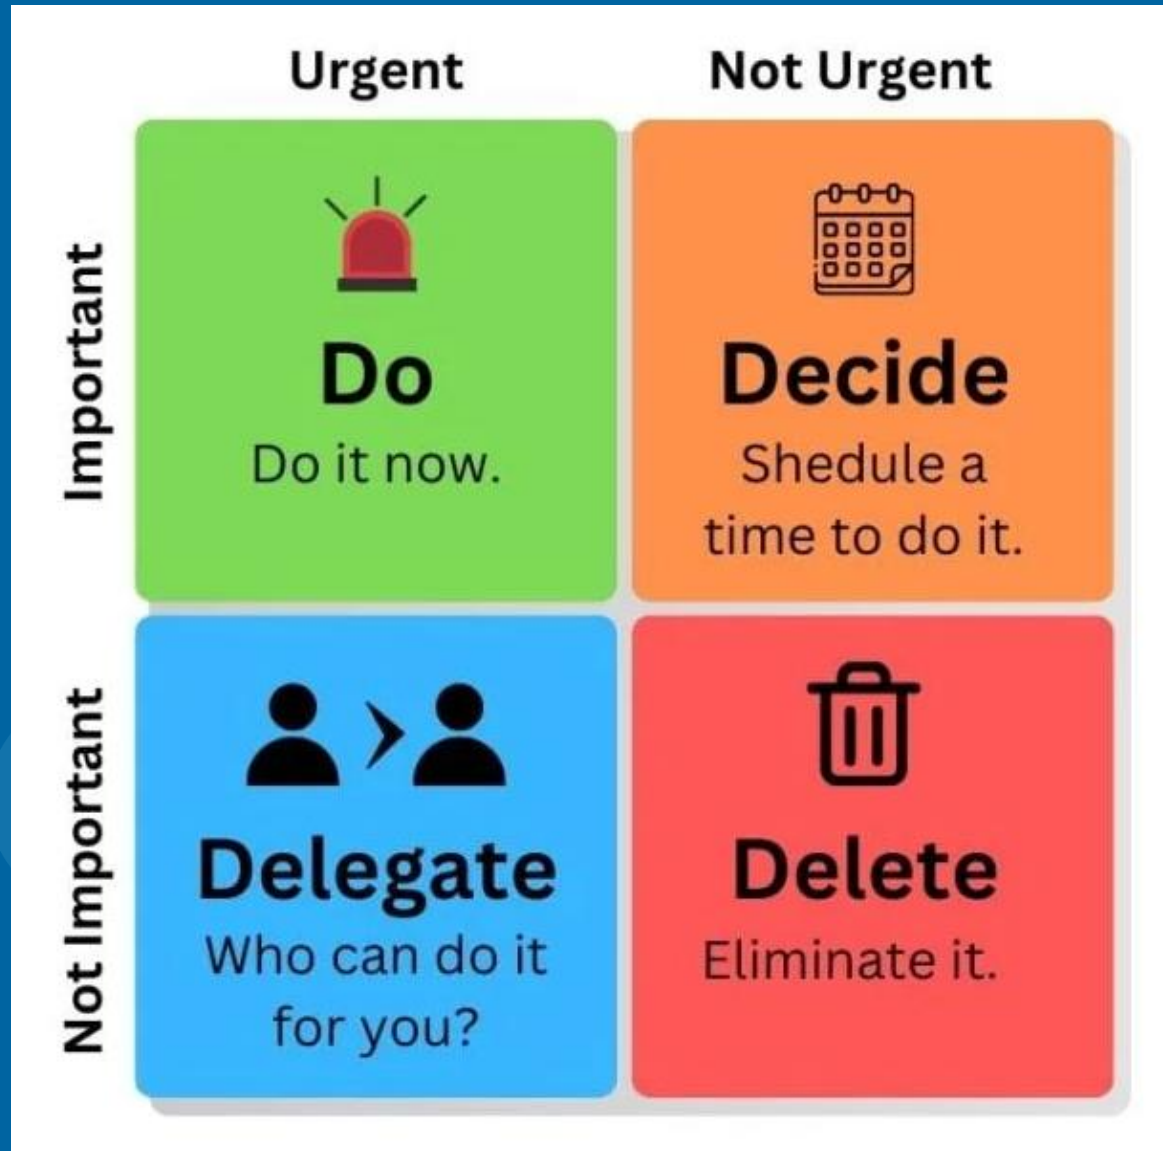 Urgent
Not Urgent
Important
Do
Do it now.
Decide
Shedule a
time to do it.
Not Important
Delegate
Who can do it
for you?
Delete
Eliminate it.